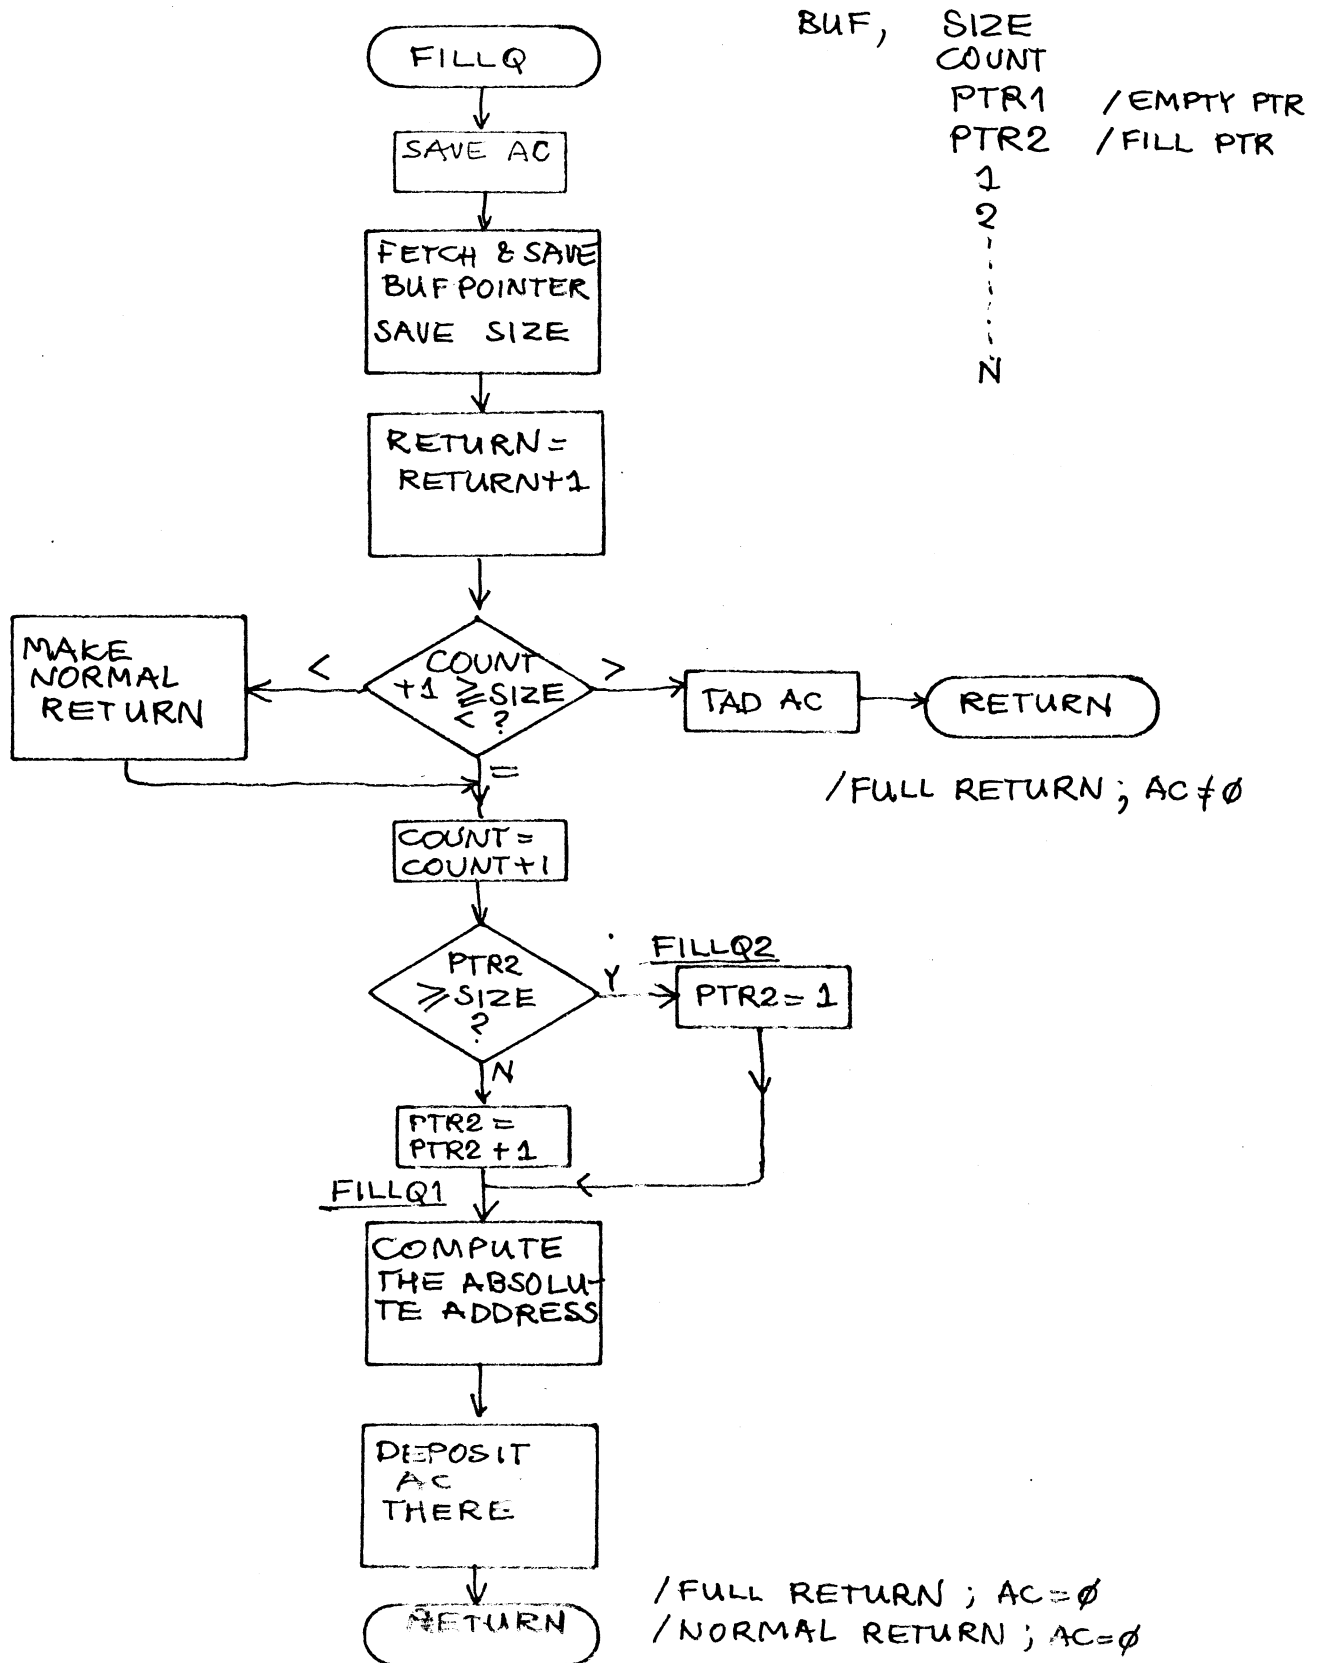 BUF, SIZE
COUNT
PTR1 /EMPTY PTR
PTR2 /FILL PTR
1
2
N
FILLQ
SAVE AC
FETCH & SAVE
BUF POINTER
SAVE SIZE
RETURN=
RETURN+1
COUNT
+1 ⩾SIZE
< ?
<
>
=
MAKE
NORMAL
RETURN
TAD AC
RETURN
/FULL RETURN; AC≠∅
COUNT=
COUNT+1
PTR2
⩾SIZE
?
Y
N
FILLQ2
PTR2=1
PTR2=
PTR2+1
FILLQ1
COMPUTE
THE ABSOLU-
TE ADDRESS
DEPOSIT
AC
THERE
RETURN
/FULL RETURN; AC=∅
/NORMAL RETURN; AC=∅